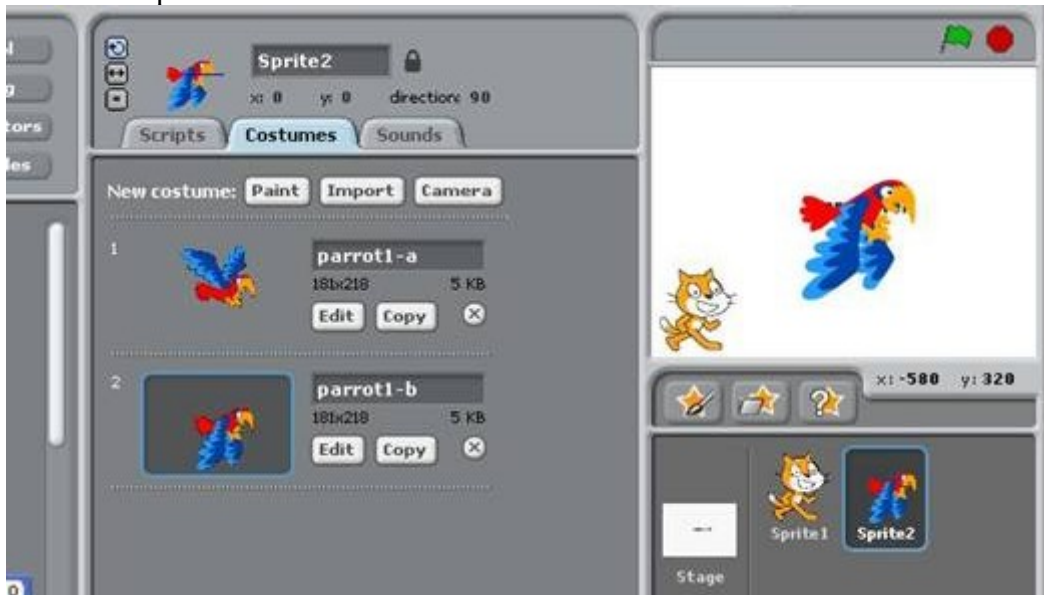 Sprite2
x: 0 y: 0 direction: 90
Scripts Costumes Sounds
New costume: Paint Import Camera
1
parrot1-a
181x218 5 KB
Edit Copy
2
parrot1-b
181x218 5 KB
Edit Copy
x: -580 y: 320
Sprite1 Sprite2
Stage